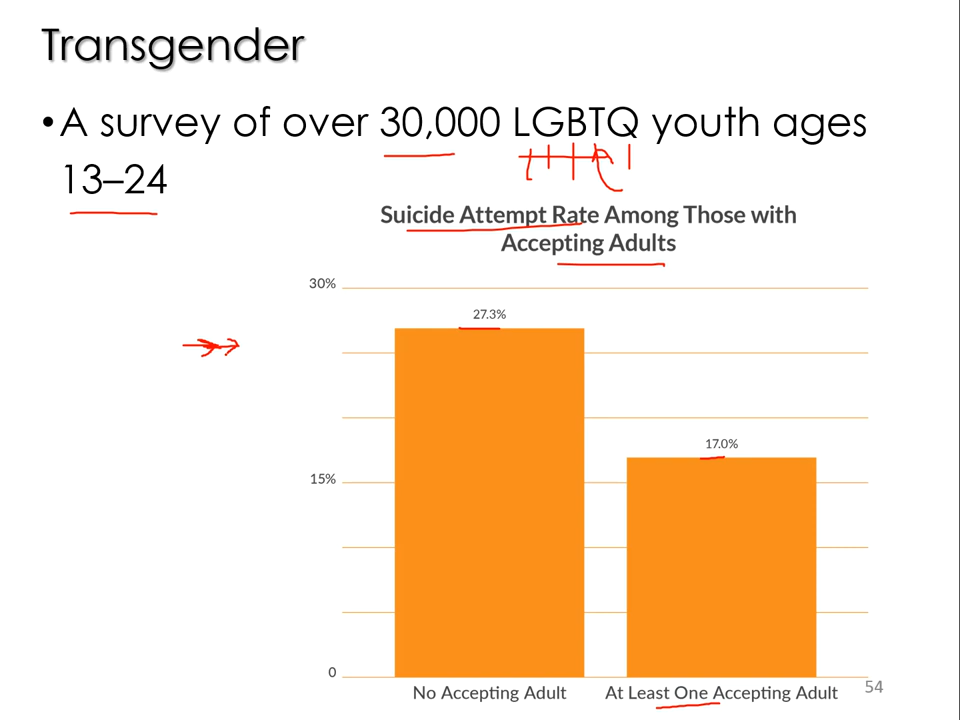 Transgender
•A survey of over 30,000 LGBTQ youth ages
13–24
Suicide Attempt Rate Among Those with
Accepting Adults
30%
27.3%
17.0%
15%
0
No Accepting Adult
At Least One Accepting Adult
54